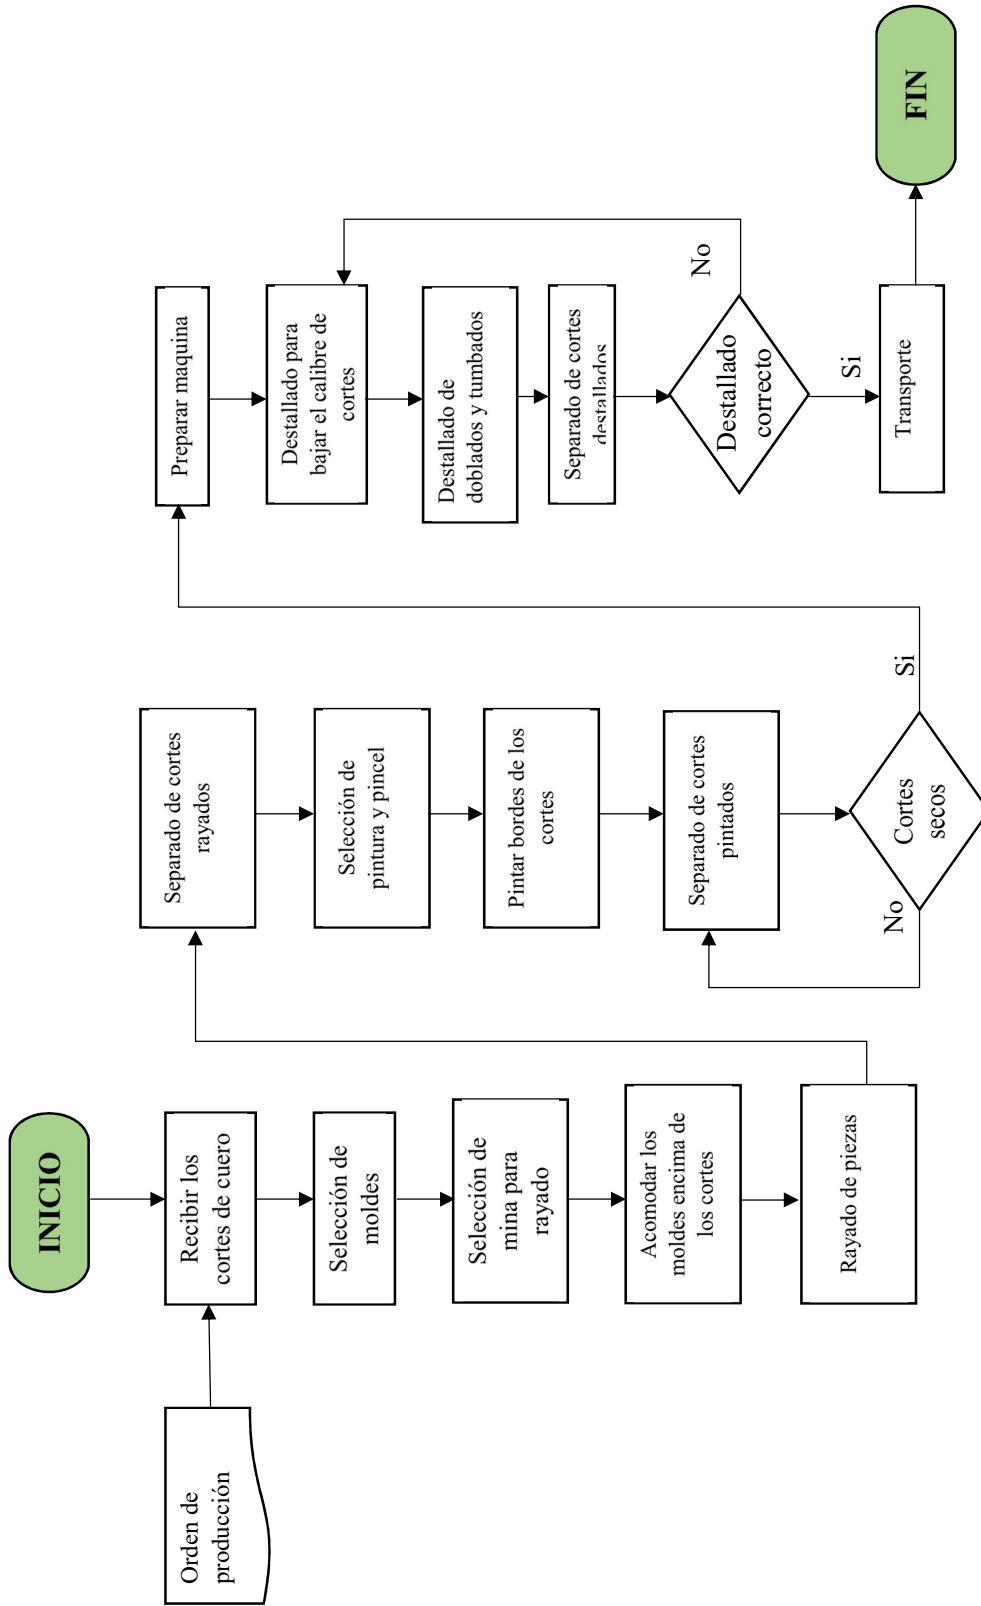 INICIO
Orden de
producción
Recibir los
cortes de cuero
Selección de
moldes
Selección de
mina para
rayado
Acomodar los
moldes encima de
los cortes
Rayado de piezas
Separado de cortes
rayados
Selección de
pintura y pincel
Pintar bordes de los
cortes
Separado de cortes
pintados
Cortes
secos
No
Si
Preparar maquina
Destallado para
bajar el calibre de
cortes
Destallado de
doblados y tumbados
Separado de cortes
destallados
Destallado
correcto
No
Si
Transporte
FIN